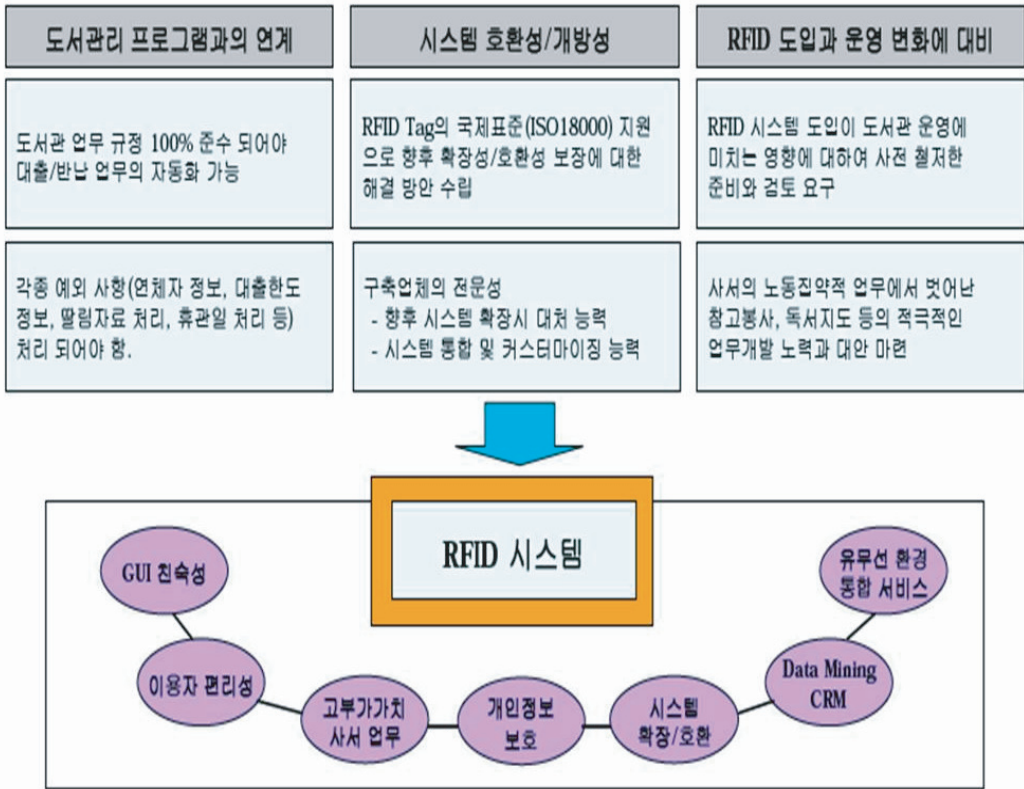 도서관리 프로그램과의 연계
시스템 호환성/개방성
RFID 도입과 운영 변화에 대비
도서관 업무 규정 100% 준수 되어야
대출/반납 업무의 자동화 가능
RFID Tag의 국제표준(ISO18000) 지원
으로 향후 확장성/호환성 보장에 대한
해결 방안 수립
RFID 시스템 도입이 도서관 운영에
미치는 영향에 대하여 사전 철저한
준비와 검토 요구
각종 예외 사항(연체자 정보, 대출한도
정보, 딸림자료 처리, 휴관일 처리 등)
처리 되어야 함.
구축업체의 전문성
- 향후 시스템 확장시 대처 능력
- 시스템 통합 및 커스터마이징 능력
사서의 노동집약적 업무에서 벗어난
참고봉사, 독서지도 등의 적극적인
업무개발 노력과 대안 마련
RFID 시스템
GUI 친숙성
이용자 편리성
고부가가치
사서 업무
개인정보
보호
시스템
확장/호환
Data Mining
CRM
유무선 환경
통합 서비스